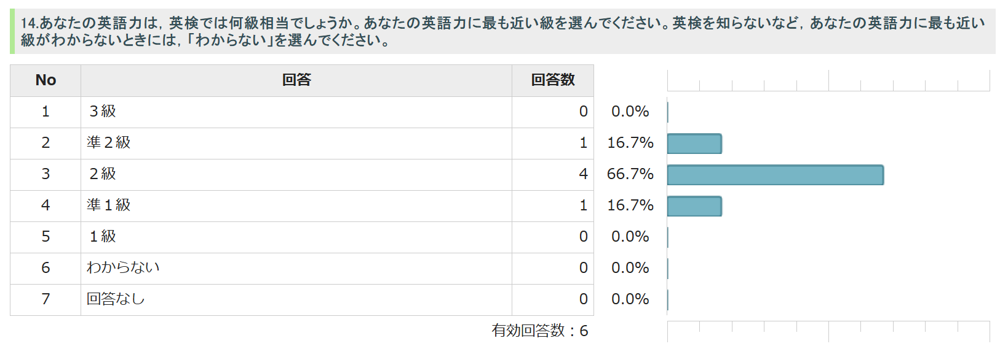 14.あなたの英語力は，英検では何級相当でしょうか。あなたの英語力に最も近い級を選んでください。英検を知らないなど，あなたの英語力に最も近い
級がわからないときには，「わからない」を選んでください。
No 回答 回答数
1 ３級 0 0.0%
2 準２級 1 16.7%
3 ２級 4 66.7%
4 準１級 1 16.7%
5 １級 0 0.0%
6 わからない 0 0.0%
7 回答なし 0 0.0%
有効回答数：6